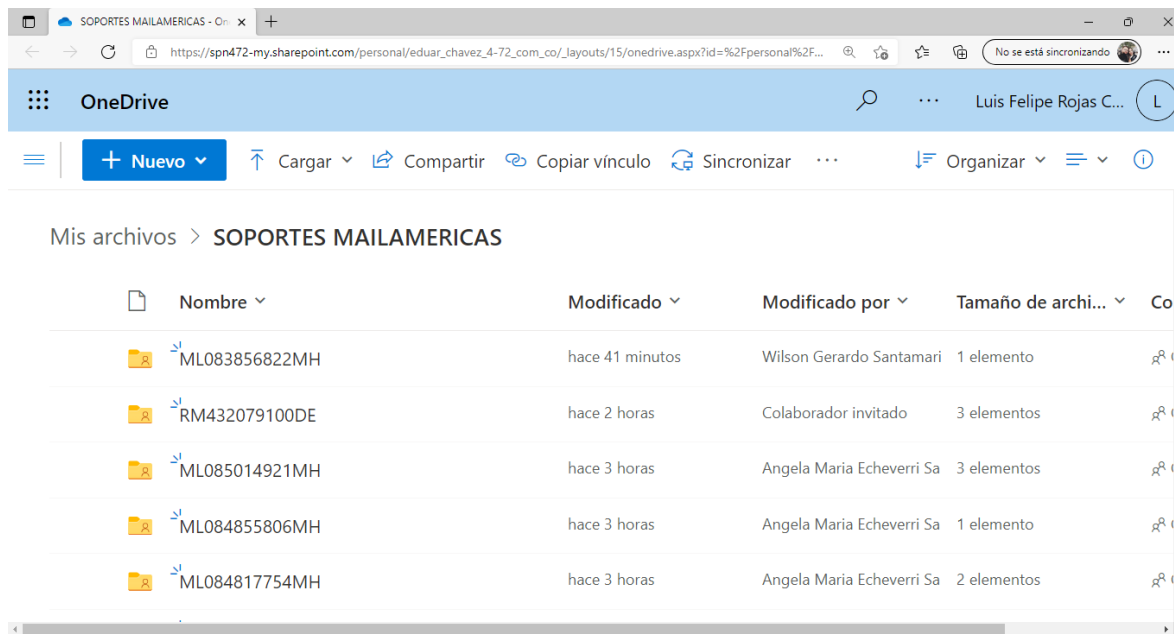 SOPORTES MAILAMERICAS - On
https://spn472-my.sharepoint.com/personal/eduar_chavez_4-72_com_co/_layouts/15/onedrive.aspx?id=%2Fpersonal%2F... No se está sincronizando
OneDrive ... Luis Felipe Rojas C... L
+ Nuevo Cargar Compartir Copiar vínculo Sincronizar ... Organizar
Mis archivos > SOPORTES MAILAMERICAS
Nombre Modificado Modificado por Tamaño de archi... Co
ML083856822MH hace 41 minutos Wilson Gerardo Santamari 1 elemento
RM432079100DE hace 2 horas Colaborador invitado 3 elementos
ML085014921MH hace 3 horas Angela Maria Echeverri Sa 3 elementos
ML084855806MH hace 3 horas Angela Maria Echeverri Sa 1 elemento
ML084817754MH hace 3 horas Angela Maria Echeverri Sa 2 elementos